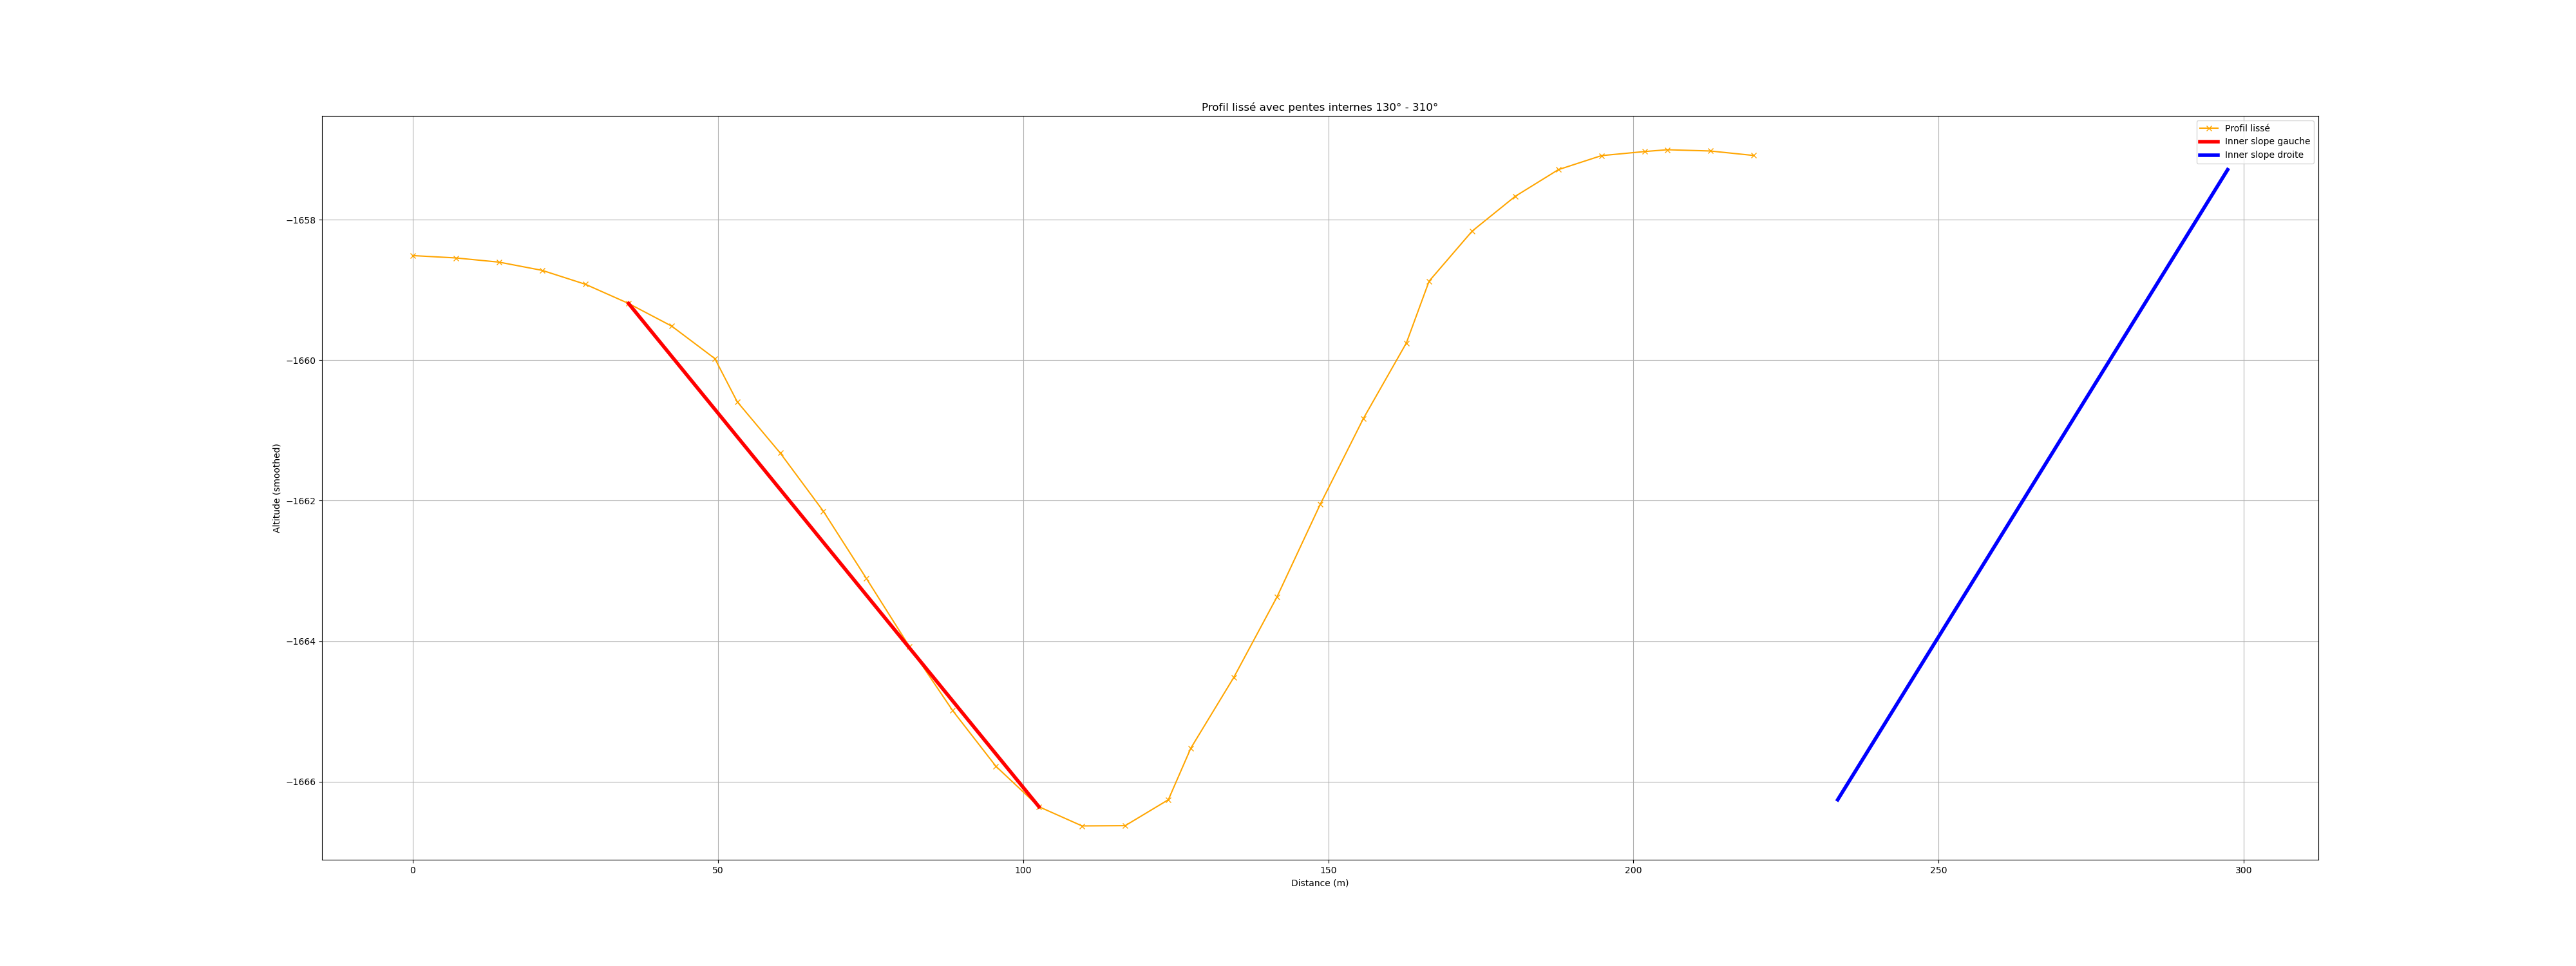 Profil lissé avec pentes internes 130° - 310°
Profil lissé
Inner slope gauche
Inner slope droite
Altitude (smoothed)
−1658
−1660
−1662
−1664
−1666
0 50 100 150 200 250 300
Distance (m)